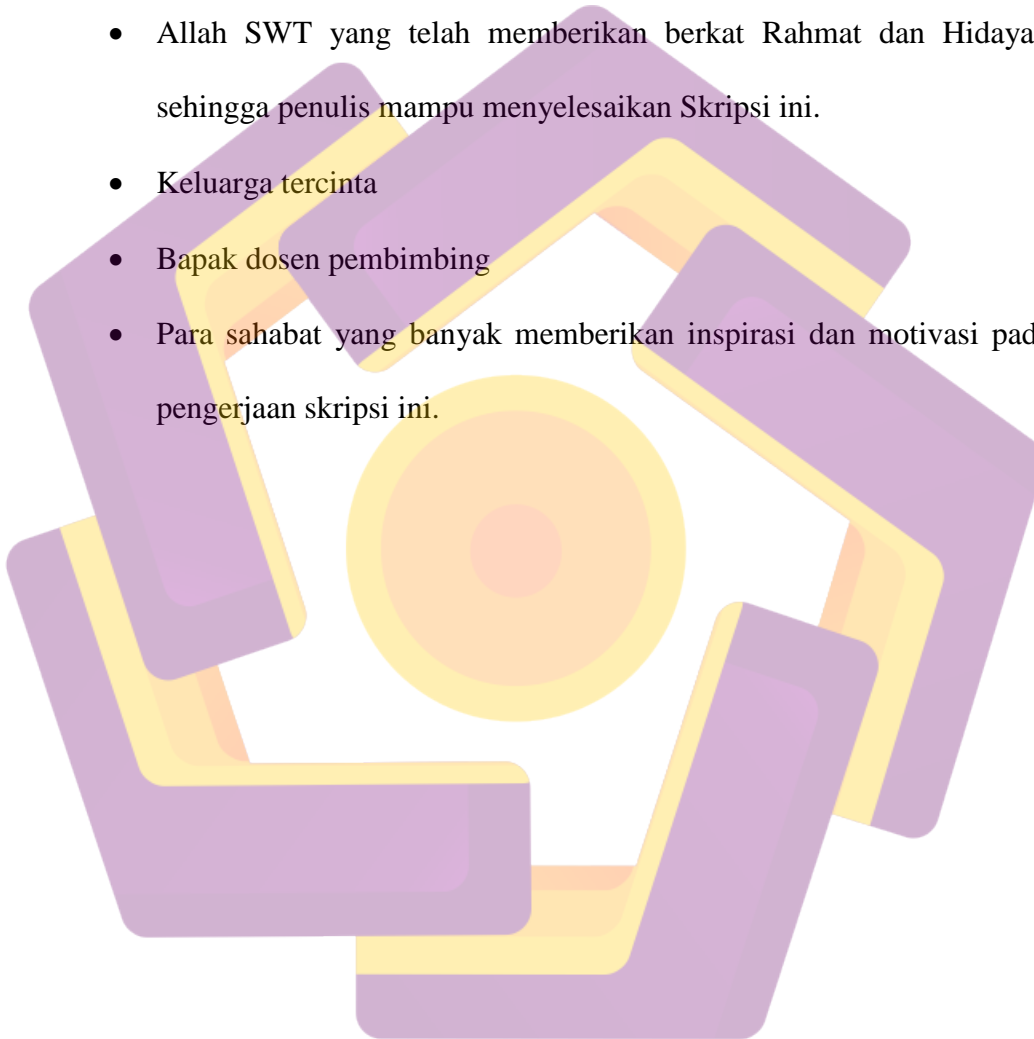 • Allah SWT yang telah memberikan berkat Rahmat dan Hidaya
sehingga penulis mampu menyelesaikan Skripsi ini.
• Keluarga tercinta
• Bapak dosen pembimbing
• Para sahabat yang banyak memberikan inspirasi dan motivasi pad
pengerjaan skripsi ini.